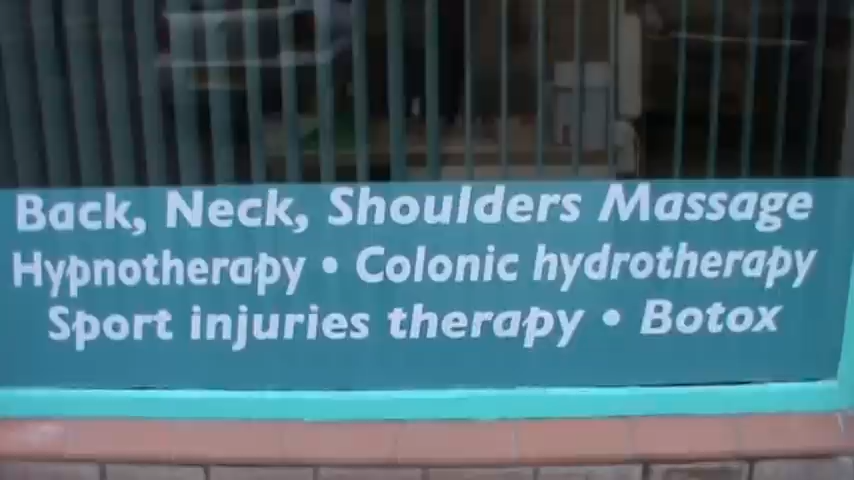 Back, Neck, Shoulders Massage
Hypnotherapy • Colonic hydrotherapy
Sport injuries therapy • Botox